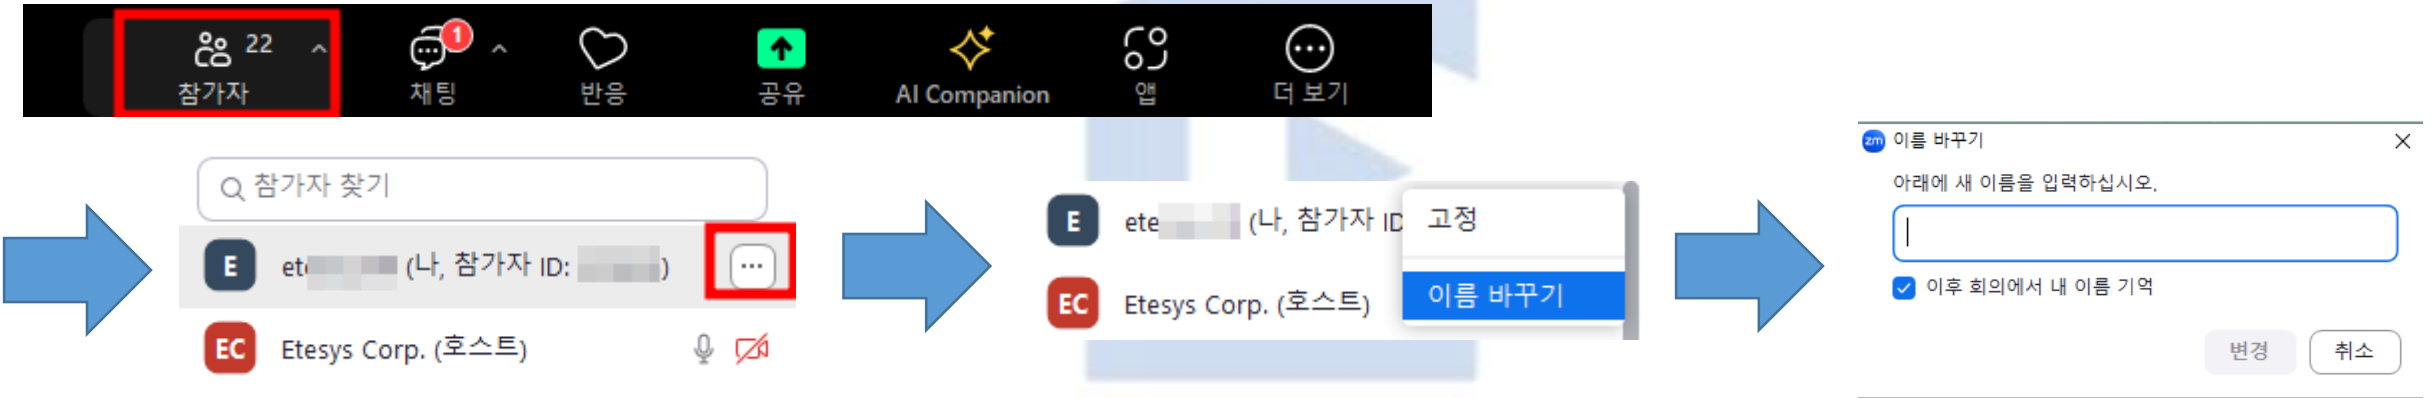 22
1
참가자
채팅
반응
공유
AI Companion
앱
더 보기
참가자 찾기
E
(나, 참가자 ID:
)
EC
Etesys Corp. (호스트)
E
ete
(나, 참가자 ID
고정
EC
Etesys Corp. (호스트)
이름 바꾸기
zm 이름 바꾸기
아래에 새 이름을 입력하십시오.
이후 회의에서 내 이름 기억
변경
취소